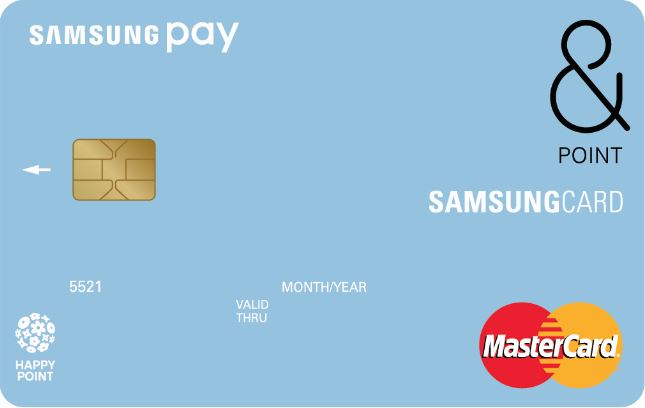 SAMSUNG pay
&
POINT
SAMSUNGCARD
5521
MONTH/YEAR
VALID
THRU
HAPPY
POINT
MasterCard